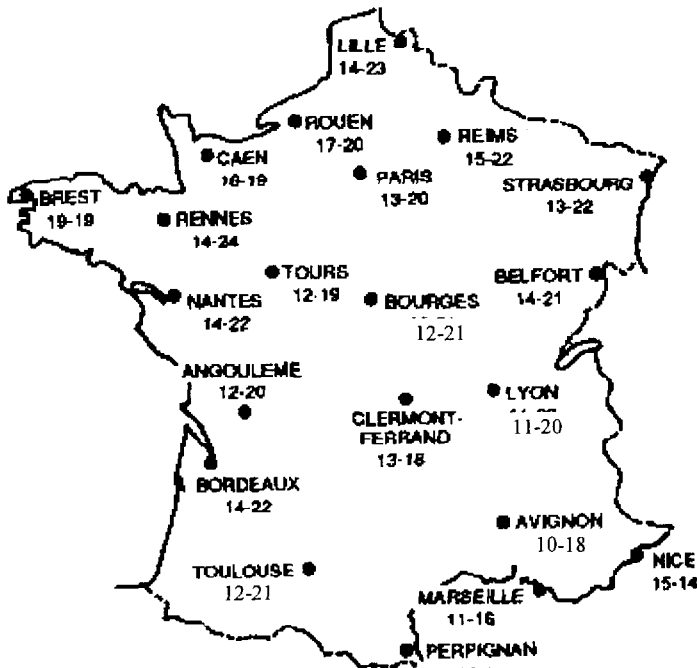 LILLE
14-23
ROUEN
17-20
REIMS
15-22
CAEN
16-19
PARIS
13-20
STRASBOURG
13-22
BREST
19-19
RENNES
14-24
TOURS
12-19
BELFORT
14-21
NANTES
14-22
BOURGES
12-21
ANGOULEME
12-20
LYON
11-20
CLERMONT-
FERRAND
13-18
BORDEAUX
14-22
AVIGNON
10-18
NICE
15-14
TOULOUSE
12-21
MARSEILLE
11-16
PERPIGNAN